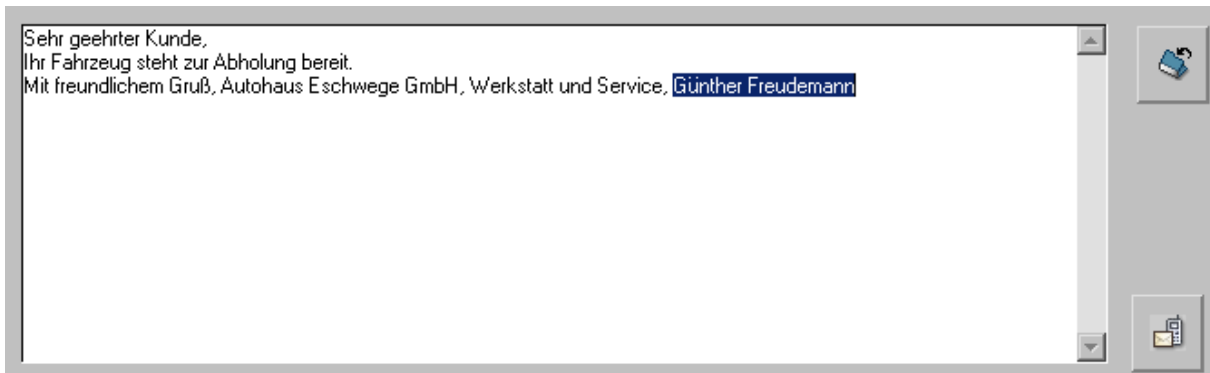 Sehr geehrter Kunde,
Ihr Fahrzeug steht zur Abholung bereit.
Mit freundlichem Gruß, Autohaus Eschwege GmbH, Werkstatt und Service, Günther Freudemann